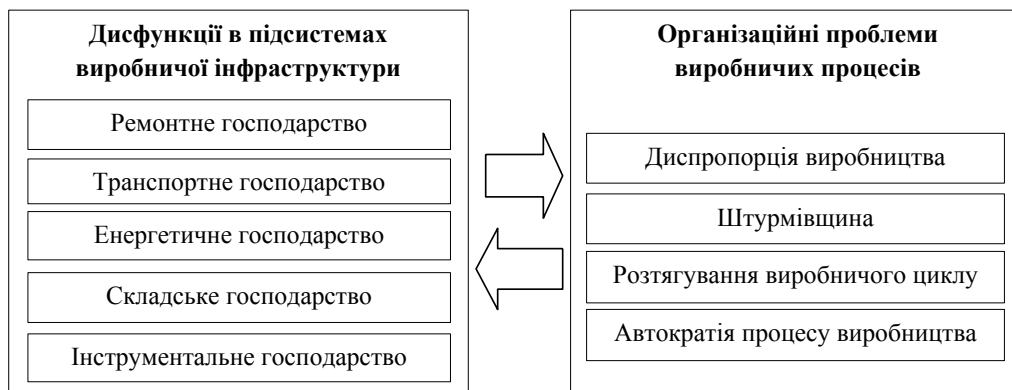 Дисфункції в підсистемах
виробничої інфраструктури
Ремонтне господарство
Транспортне господарство
Енергетичне господарство
Складське господарство
Інструментальне господарство
Організаційні проблеми
виробничих процесів
Диспропорція виробництва
Штурмівщина
Розтягування виробничого циклу
Автократія процесу виробництва